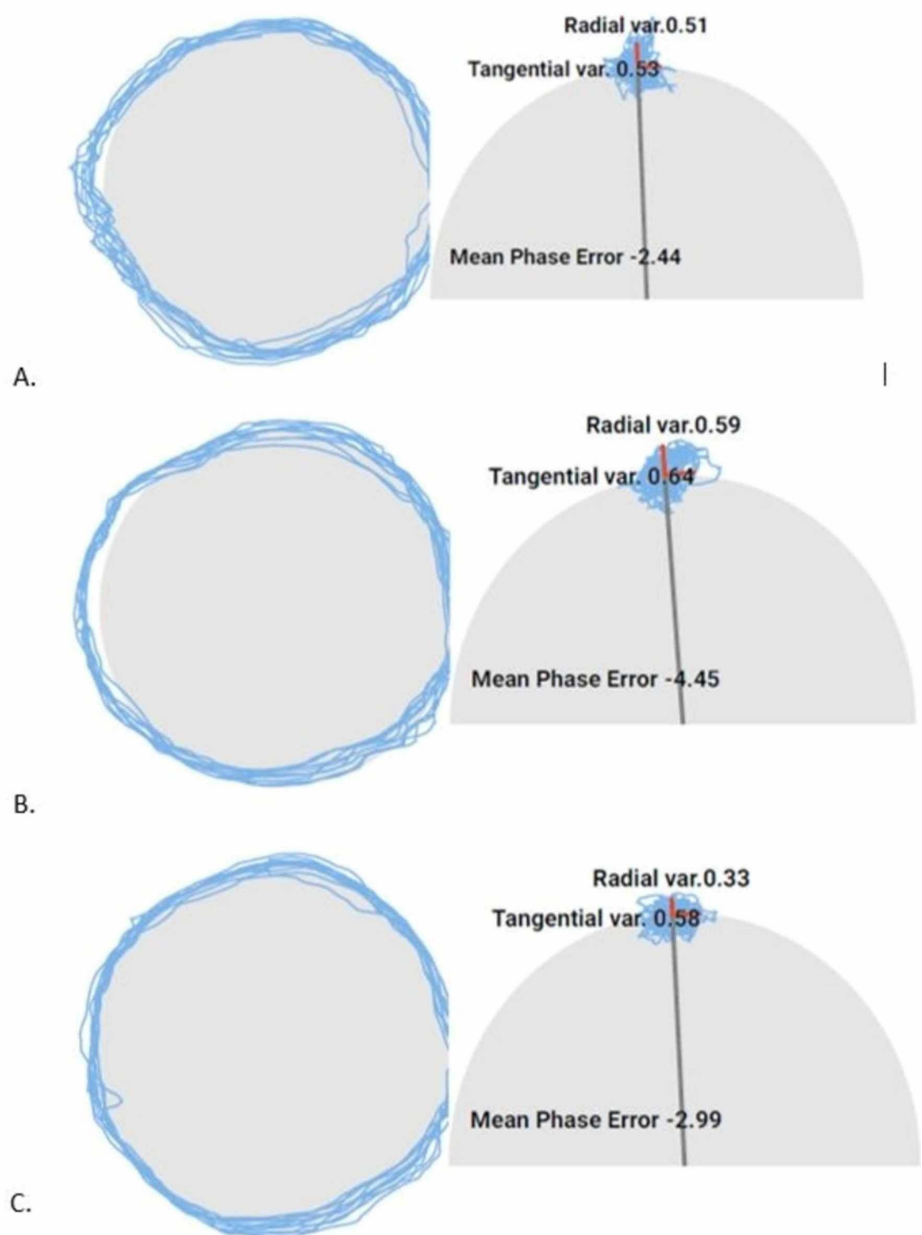 Radial var.0.51
Tangential var. 0.53
Mean Phase Error -2.44
A.
Radial var.0.59
Tangential var. 0.64
Mean Phase Error -4.45
B.
Radial var.0.33
Tangential var. 0.58
Mean Phase Error -2.99
C.